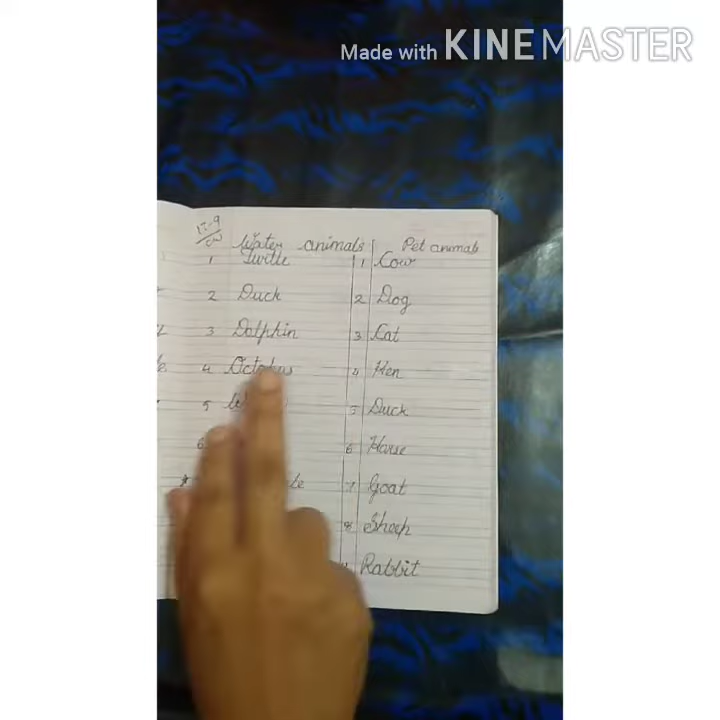 Made with KINEMASTER
17-9
CW
Water animals
1 Turtle
2 Duck
3 Dolphin
4
5
6
Pet animals
1 Cow
2 Dog
3 Cat
4 Hen
5 Duck
6 Horse
7 Goat
8 Sheep
Rabbit